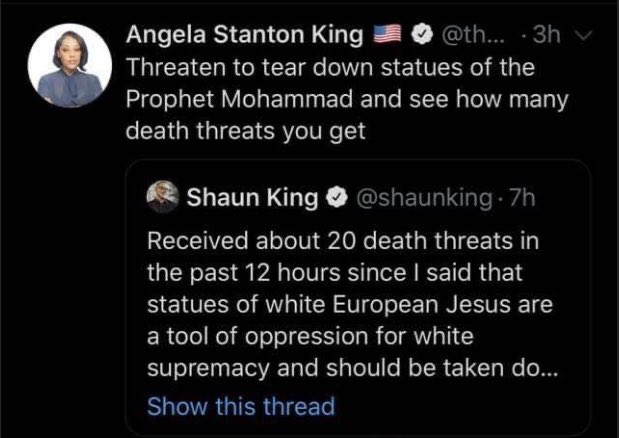 Angela Stanton King 🇺🇸 @th... · 3h
Threaten to tear down statues of the
Prophet Mohammad and see how many
death threats you get
Shaun King @shaunking · 7h
Received about 20 death threats in
the past 12 hours since I said that
statues of white European Jesus are
a tool of oppression for white
supremacy and should be taken do...
Show this thread